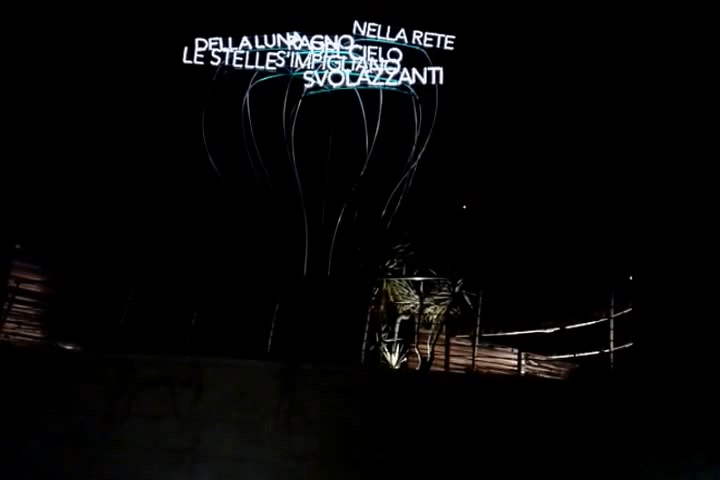 NELLA RETE
DELLA LUNA
RAGNO
CIELO
LE STELLE S'IMPIGLIANO
SVOLAZZANTI